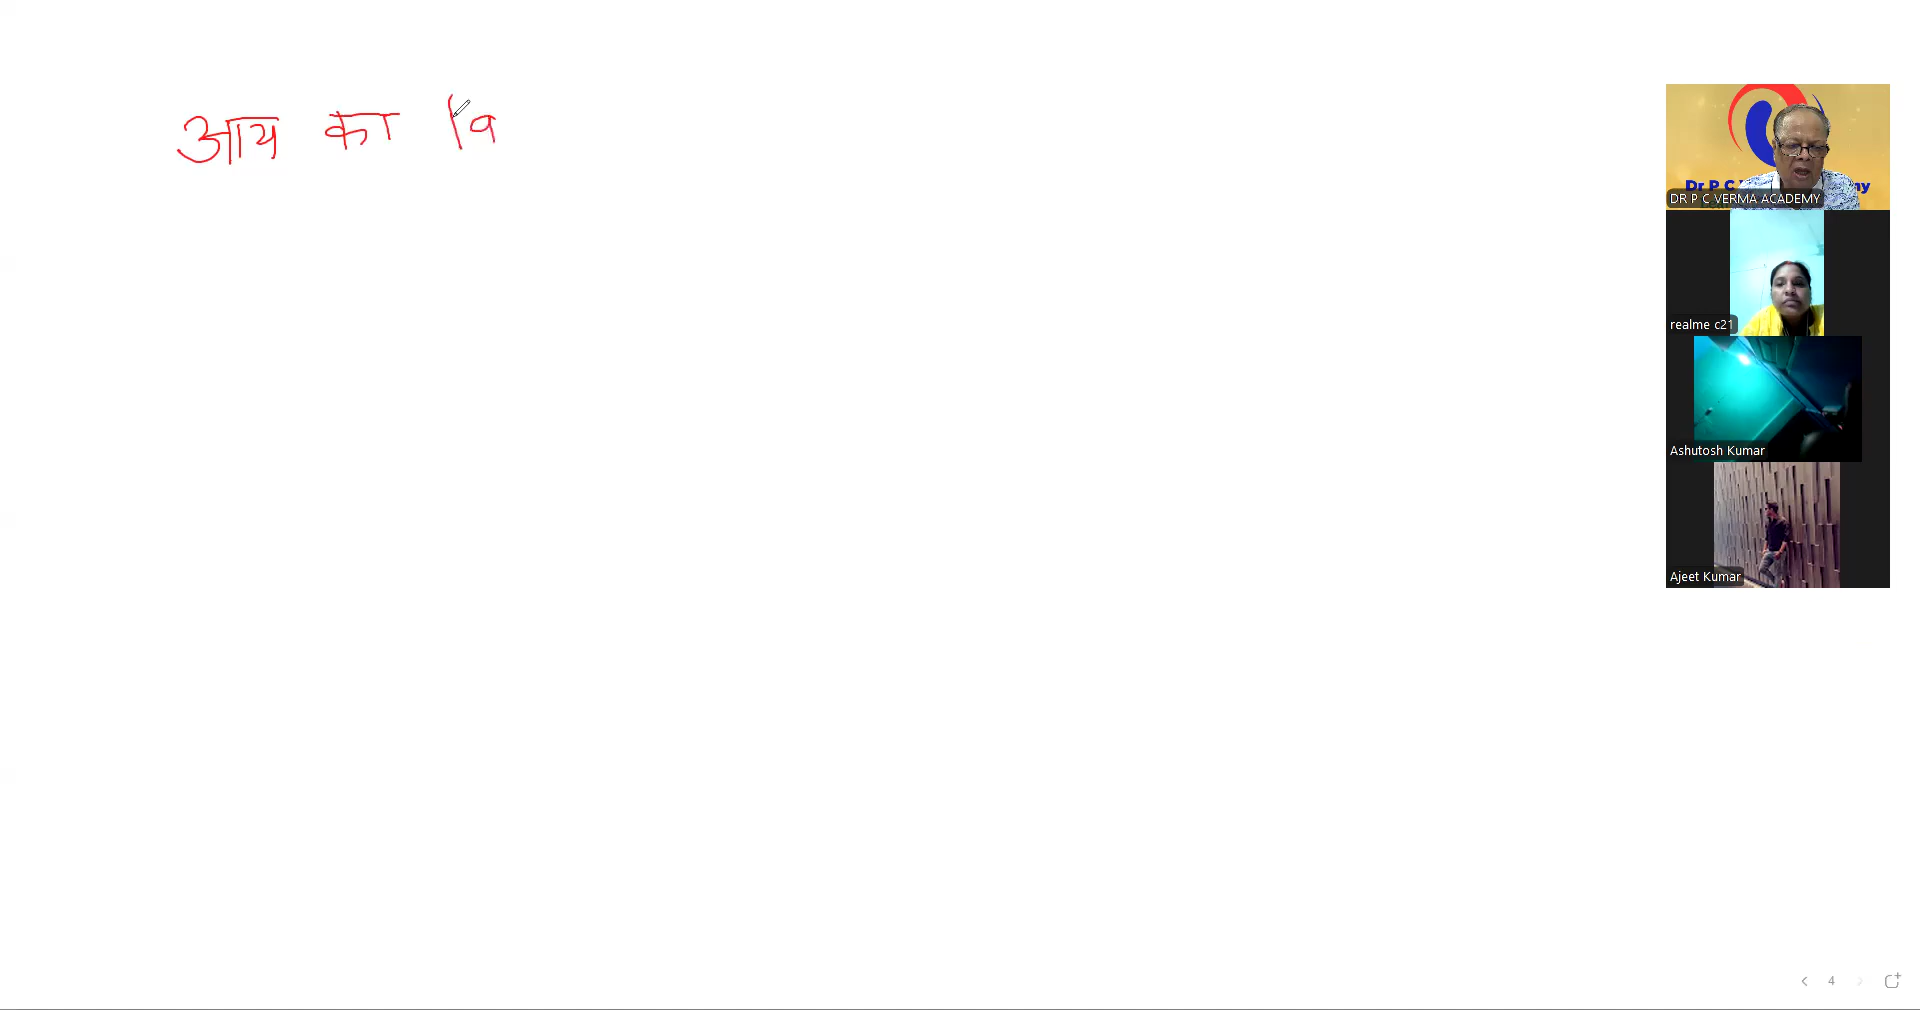 आय का वि
DR P C VERMA ACADEMY
realme c21
Ashutosh Kumar
Ajeet Kumar
4